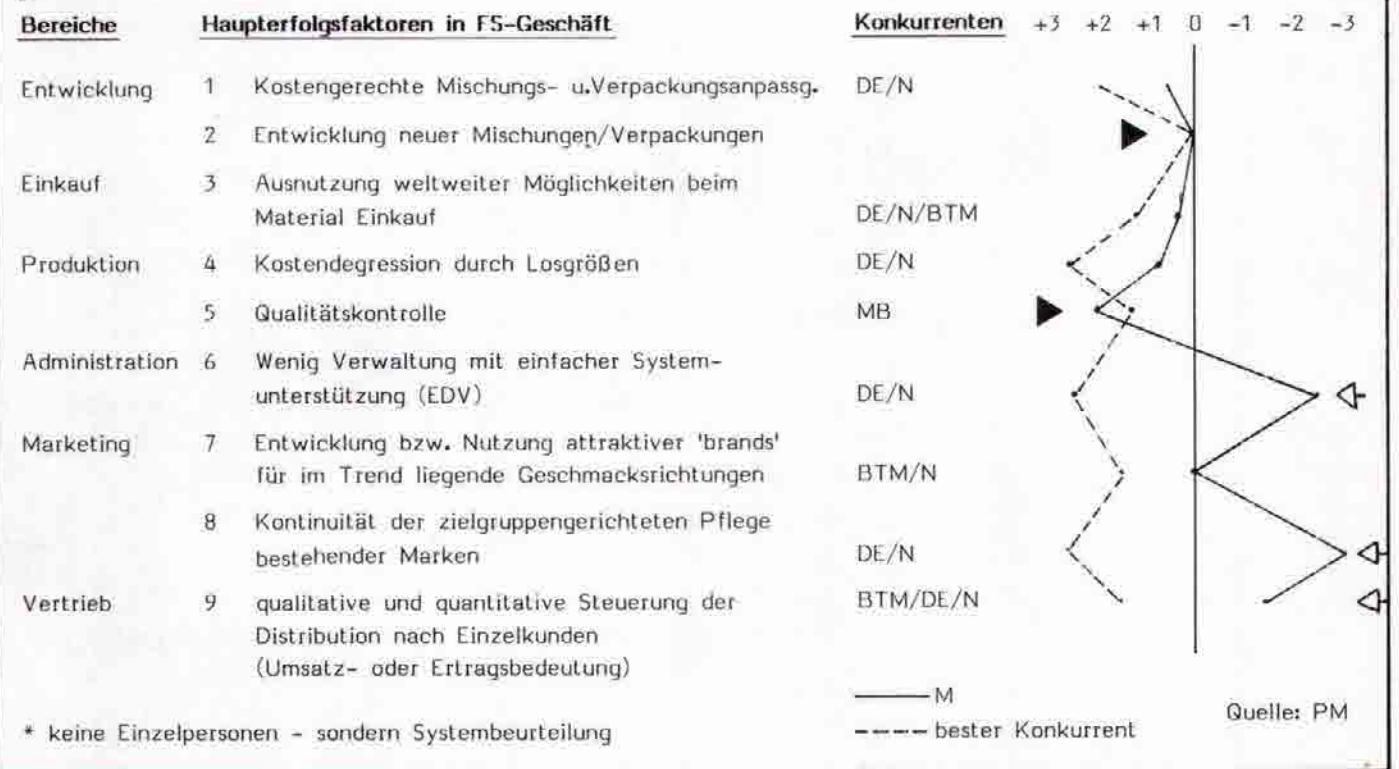 Bereiche Haupterfolgsfaktoren in FS-Geschäft Konkurrenten +3 +2 +1 0 -1 -2 -3
Entwicklung 1 Kostengerechte Mischungs- u.Verpackungsanpassg. DE/N
2 Entwicklung neuer Mischungen/Verpackungen
Einkauf 3 Ausnutzung weltweiter Möglichkeiten beim
Material Einkauf DE/N/BTM
Produktion 4 Kostendegression durch Losgrößen DE/N
5 Qualitätskontrolle MB
Administration 6 Wenig Verwaltung mit einfacher System-
unterstützung (EDV) DE/N
Marketing 7 Entwicklung bzw. Nutzung attraktiver 'brands'
für im Trend liegende Geschmacksrichtungen BTM/N
8 Kontinuität der zielgruppengerichteten Pflege
bestehender Marken DE/N
Vertrieb 9 qualitative und quantitative Steuerung der BTM/DE/N
Distribution nach Einzelkunden
(Umsatz- oder Ertragsbedeutung)
M
Quelle: PM
* keine Einzelpersonen - sondern Systembeurteilung bester Konkurrent